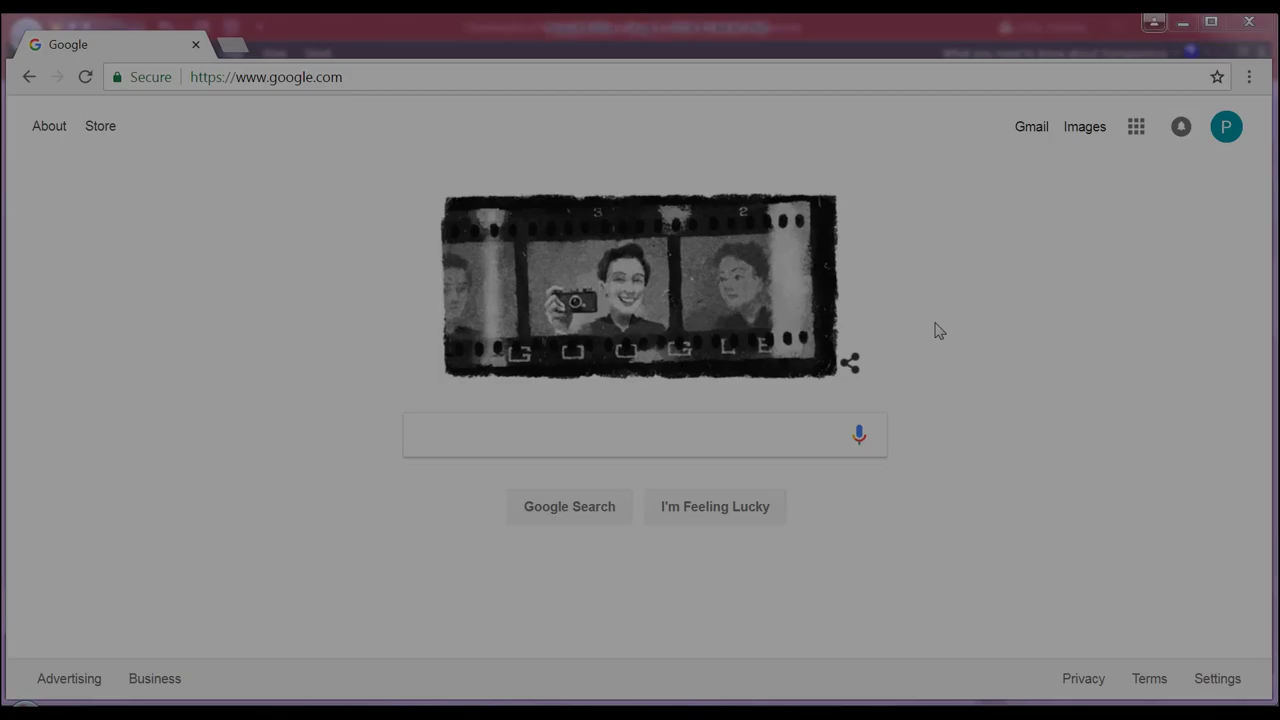 Google
Secure https://www.google.com
About Store Gmail Images P
3 2
GOOGLE
Google Search I'm Feeling Lucky
Advertising Business Privacy Terms Settings